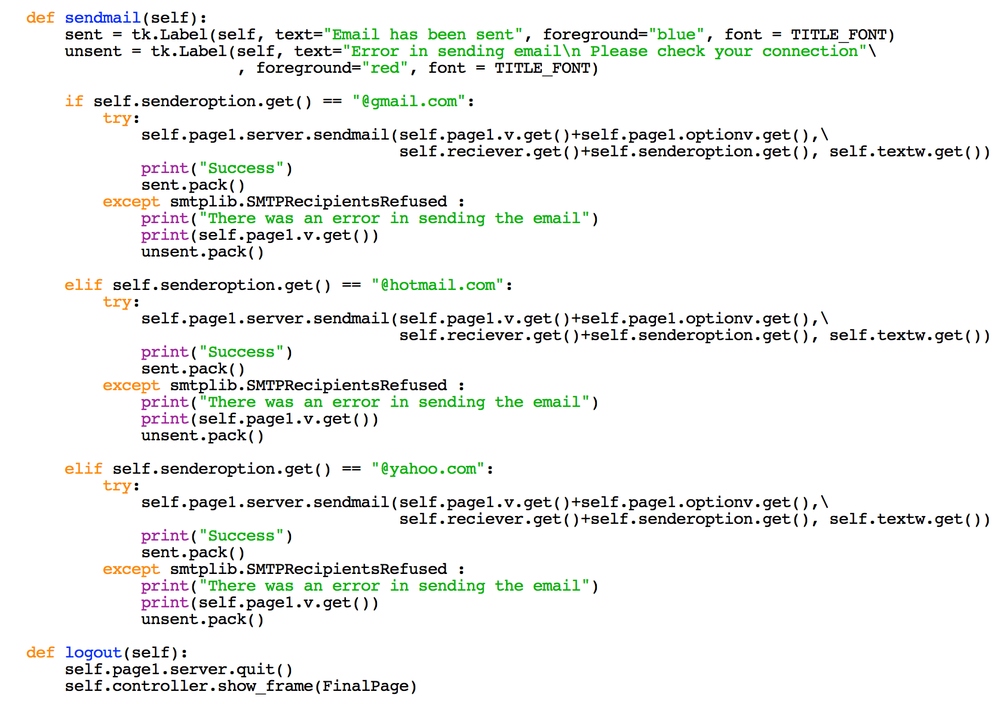 def sendmail(self):
    sent = tk.Label(self, text="Email has been sent", foreground="blue", font = TITLE_FONT)
    unsent = tk.Label(self, text="Error in sending email\n Please check your connection"\
                      , foreground="red", font = TITLE_FONT)

    if self.senderoption.get() == "@gmail.com":
        try:
            self.page1.server.sendmail(self.page1.v.get()+self.page1.optionv.get(),\
                                       self.reciever.get()+self.senderoption.get(), self.textw.get())
            print("Success")
            sent.pack()
        except smtplib.SMTPRecipientsRefused :
            print("There was an error in sending the email")
            print(self.page1.v.get())
            unsent.pack()

    elif self.senderoption.get() == "@hotmail.com":
        try:
            self.page1.server.sendmail(self.page1.v.get()+self.page1.optionv.get(),\
                                       self.reciever.get()+self.senderoption.get(), self.textw.get())
            print("Success")
            sent.pack()
        except smtplib.SMTPRecipientsRefused :
            print("There was an error in sending the email")
            print(self.page1.v.get())
            unsent.pack()

    elif self.senderoption.get() == "@yahoo.com":
        try:
            self.page1.server.sendmail(self.page1.v.get()+self.page1.optionv.get(),\
                                       self.reciever.get()+self.senderoption.get(), self.textw.get())
            print("Success")
            sent.pack()
        except smtplib.SMTPRecipientsRefused :
            print("There was an error in sending the email")
            print(self.page1.v.get())
            unsent.pack()

def logout(self):
    self.page1.server.quit()
    self.controller.show_frame(FinalPage)